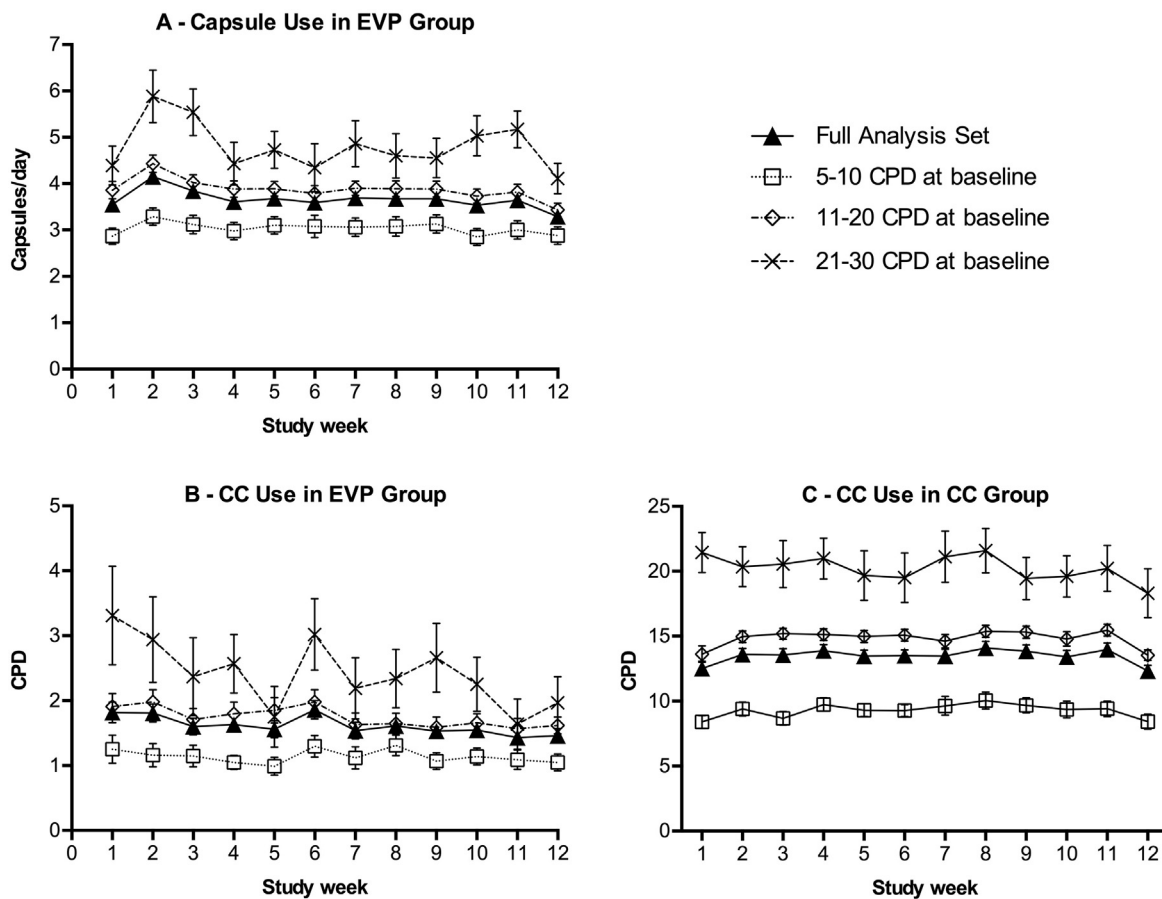 A - Capsule Use in EVP Group
7
6
5
4
3
2
1
0
Capsules/day
0 1 2 3 4 5 6 7 8 9 10 11 12
Study week
Full Analysis Set
5-10 CPD at baseline
11-20 CPD at baseline
21-30 CPD at baseline
B - CC Use in EVP Group
5
4
3
2
1
0
CPD
0 1 2 3 4 5 6 7 8 9 10 11 12
Study week
C - CC Use in CC Group
25
20
15
10
5
0
CPD
1 2 3 4 5 6 7 8 9 10 11 12
Study week